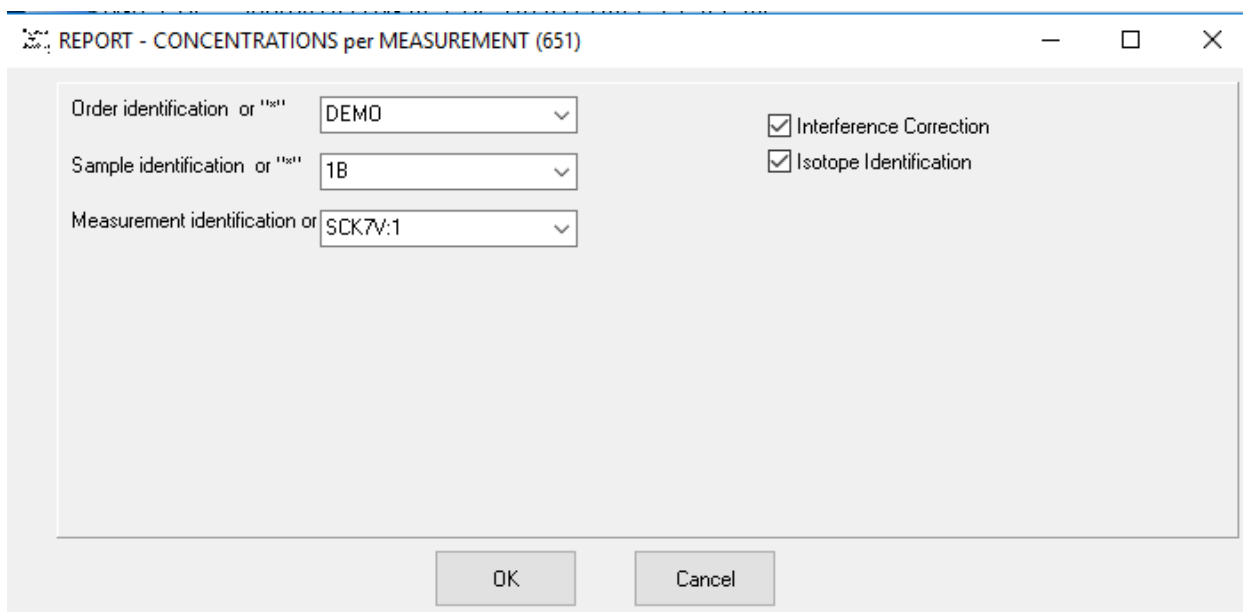 REPORT - CONCENTRATIONS per MEASUREMENT (651)
Order identification or "*" DEMO
Interference Correction
Sample identification or "*" 1B
Isotope Identification
Measurement identification or SCK7V:1
OK Cancel